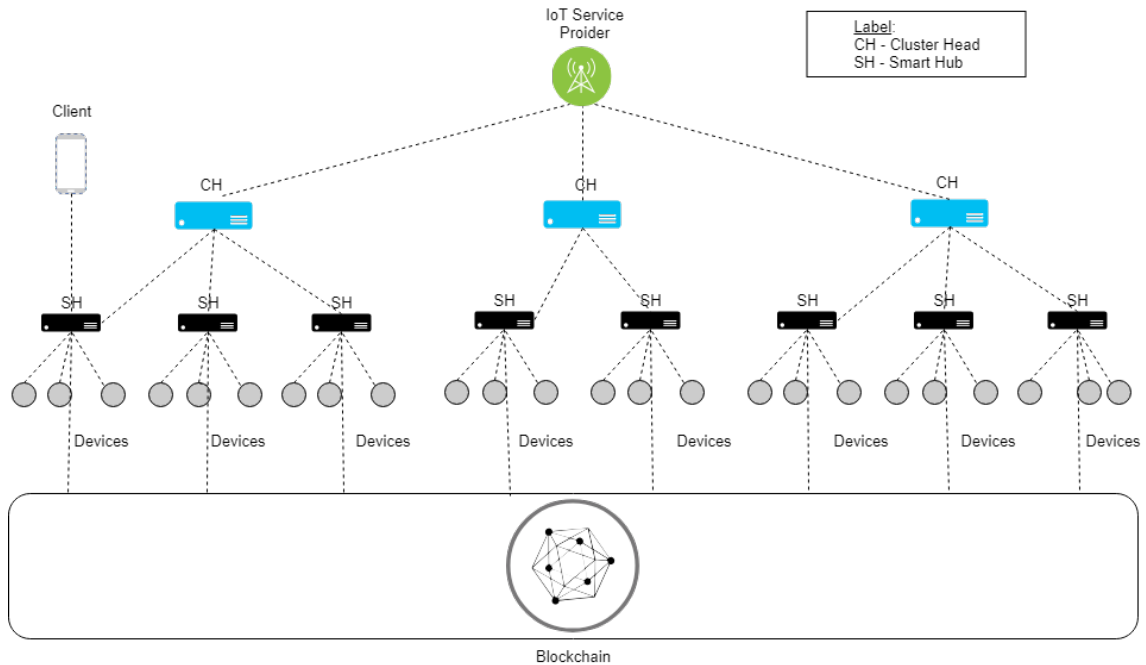 IoT Service
Proider
Label:
CH - Cluster Head
SH - Smart Hub
Client
CH
CH
CH
SH
SH
SH
SH
SH
SH
SH
SH
Devices
Devices
Devices
Devices
Devices
Devices
Devices
Devices
Blockchain